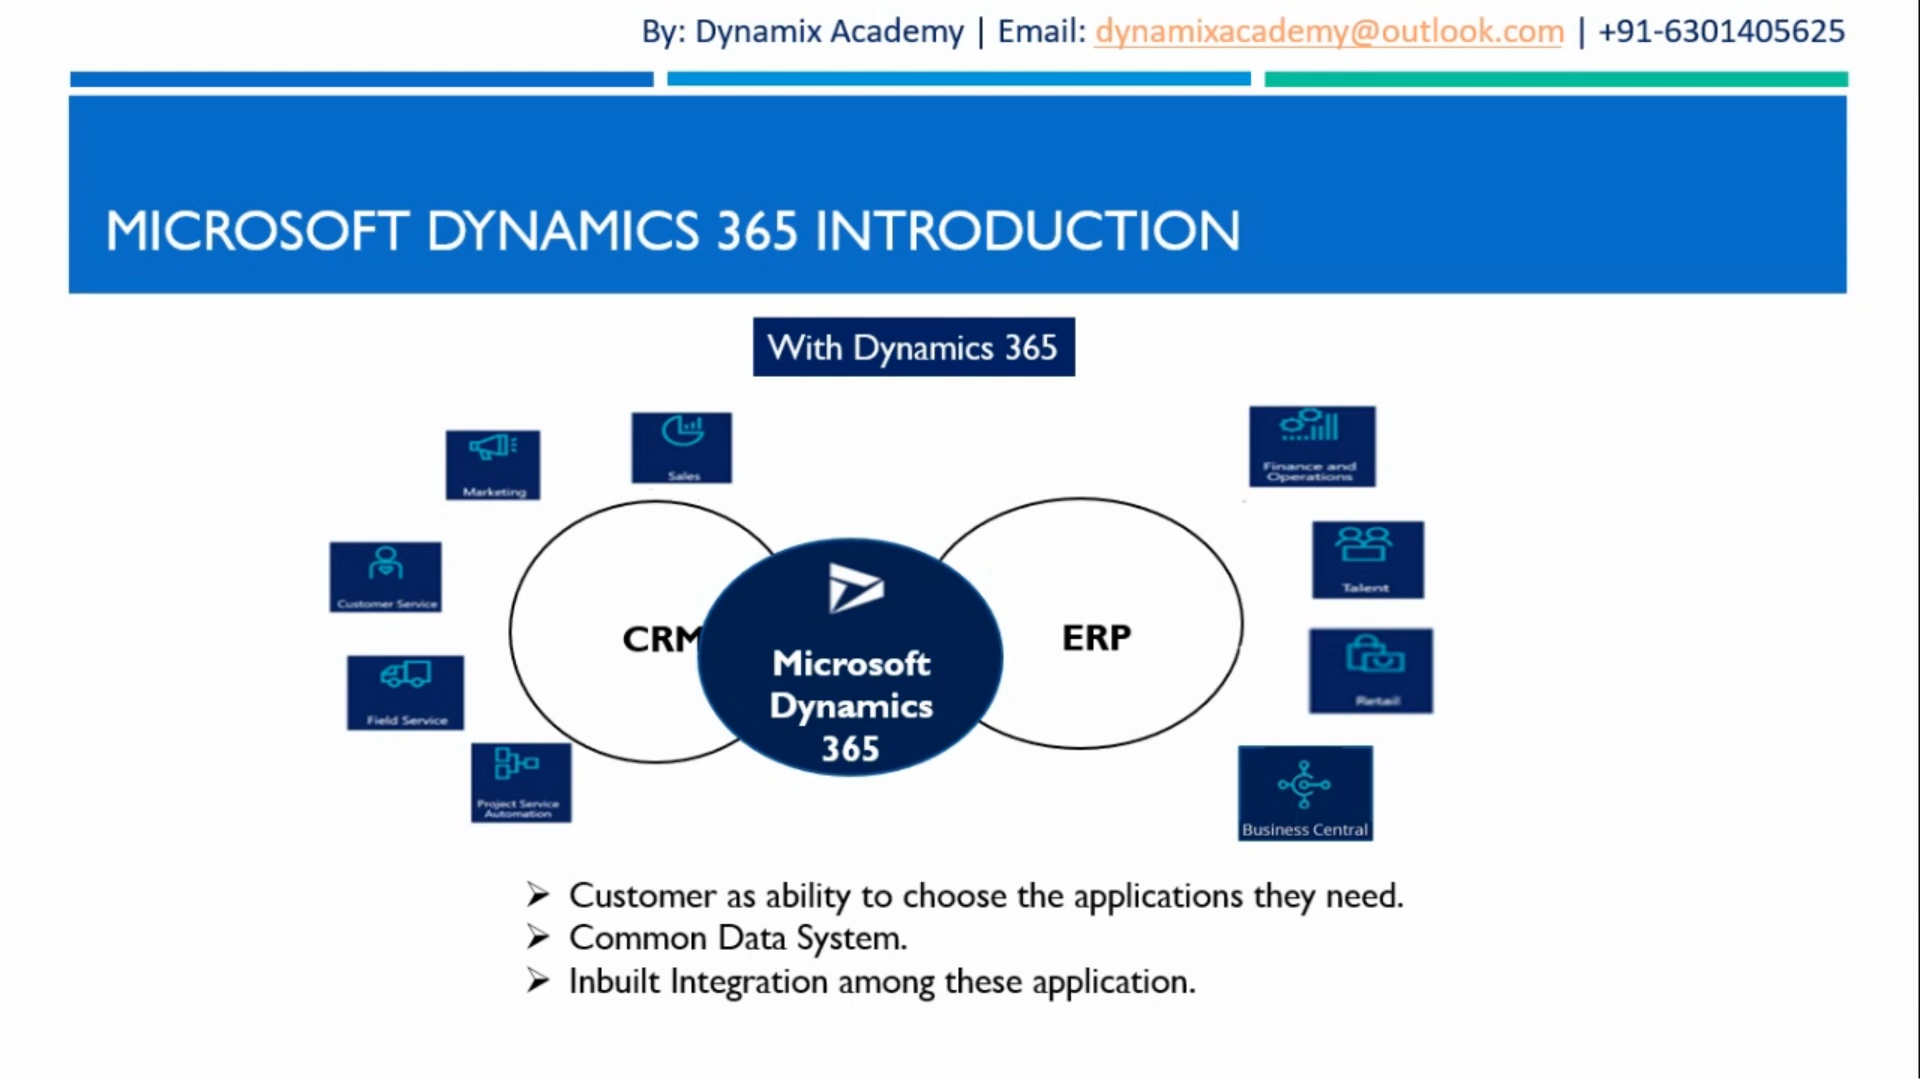 By: Dynamix Academy | Email: dynamixacademy@outlook.com | +91-6301405625
MICROSOFT DYNAMICS 365 INTRODUCTION
With Dynamics 365
Marketing
Sales
Customer Service
Field Service
Project Service
Automation
CRM
Microsoft
Dynamics
365
ERP
Finance and
Operations
Talent
Retail
Business Central
➢ Customer as ability to choose the applications they need.
➢ Common Data System.
➢ Inbuilt Integration among these application.